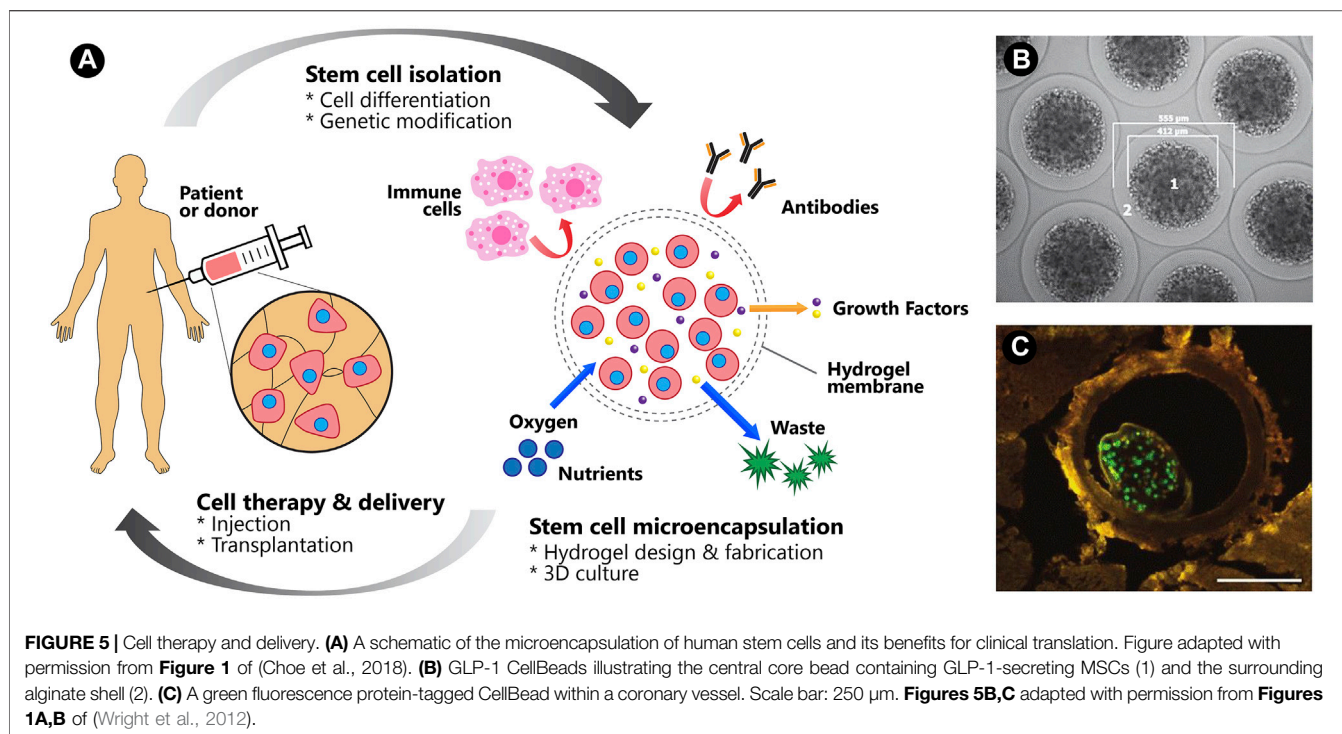 A
Stem cell isolation
* Cell differentiation
* Genetic modification
Patient
or donor
Immune
cells
Antibodies
Growth Factors
Hydrogel
membrane
Oxygen
Nutrients
Waste
Cell therapy & delivery
* Injection
* Transplantation
Stem cell microencapsulation
* Hydrogel design & fabrication
* 3D culture
B
555 µm
412 µm
1
2
C
FIGURE 5 | Cell therapy and delivery. (A) A schematic of the microencapsulation of human stem cells and its benefits for clinical translation. Figure adapted with
permission from Figure 1 of (Choe et al., 2018). (B) GLP-1 CellBeads illustrating the central core bead containing GLP-1-secreting MSCs (1) and the surrounding
alginate shell (2). (C) A green fluorescence protein-tagged CellBead within a coronary vessel. Scale bar: 250 µm. Figures 5B,C adapted with permission from Figures
1A,B of (Wright et al., 2012).